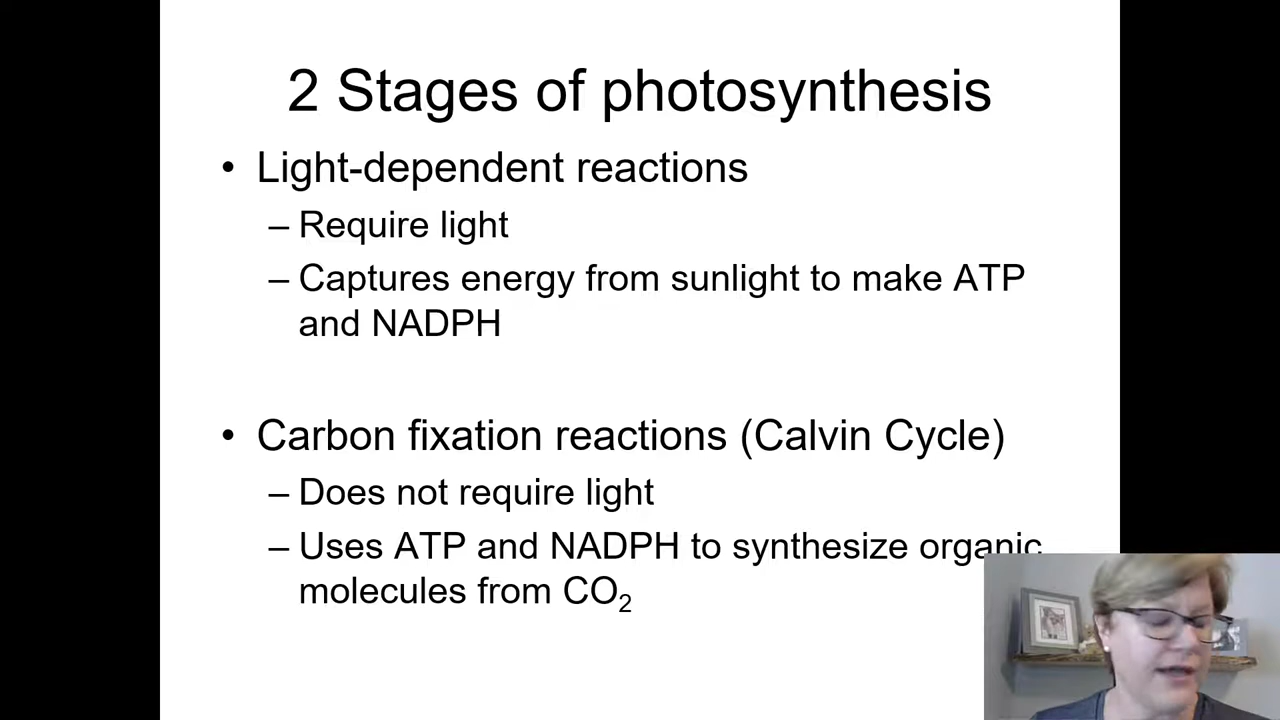 2 Stages of photosynthesis
• Light-dependent reactions
– Require light
– Captures energy from sunlight to make ATP
and NADPH
• Carbon fixation reactions (Calvin Cycle)
– Does not require light
– Uses ATP and NADPH to synthesize organic
molecules from CO₂